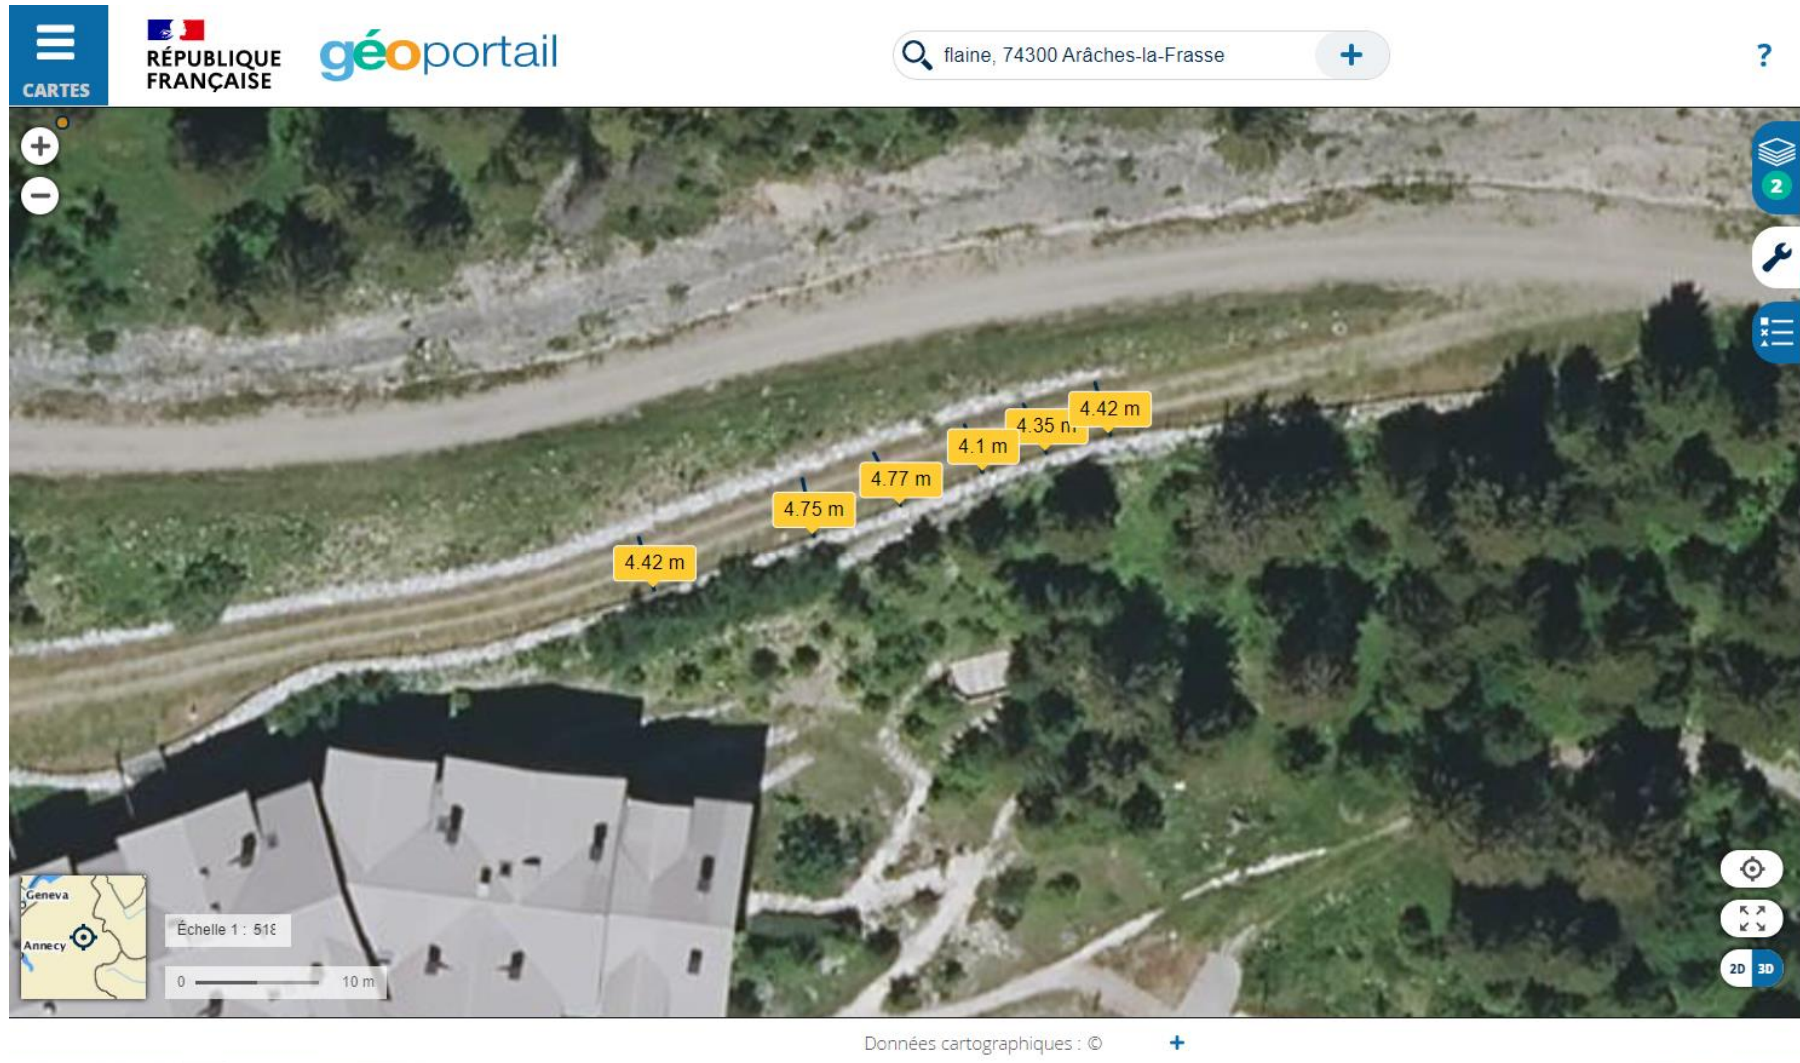 CARTES
RÉPUBLIQUE
FRANÇAISE
géoportail
flaine, 74300 Arâches-la-Frasse
+
?
+
−
2
4.42 m
4.35 m
4.1 m
4.77 m
4.75 m
4.42 m
Geneva
Annecy
Échelle 1 : 518
0 10 m
2D 3D
Données cartographiques : © +